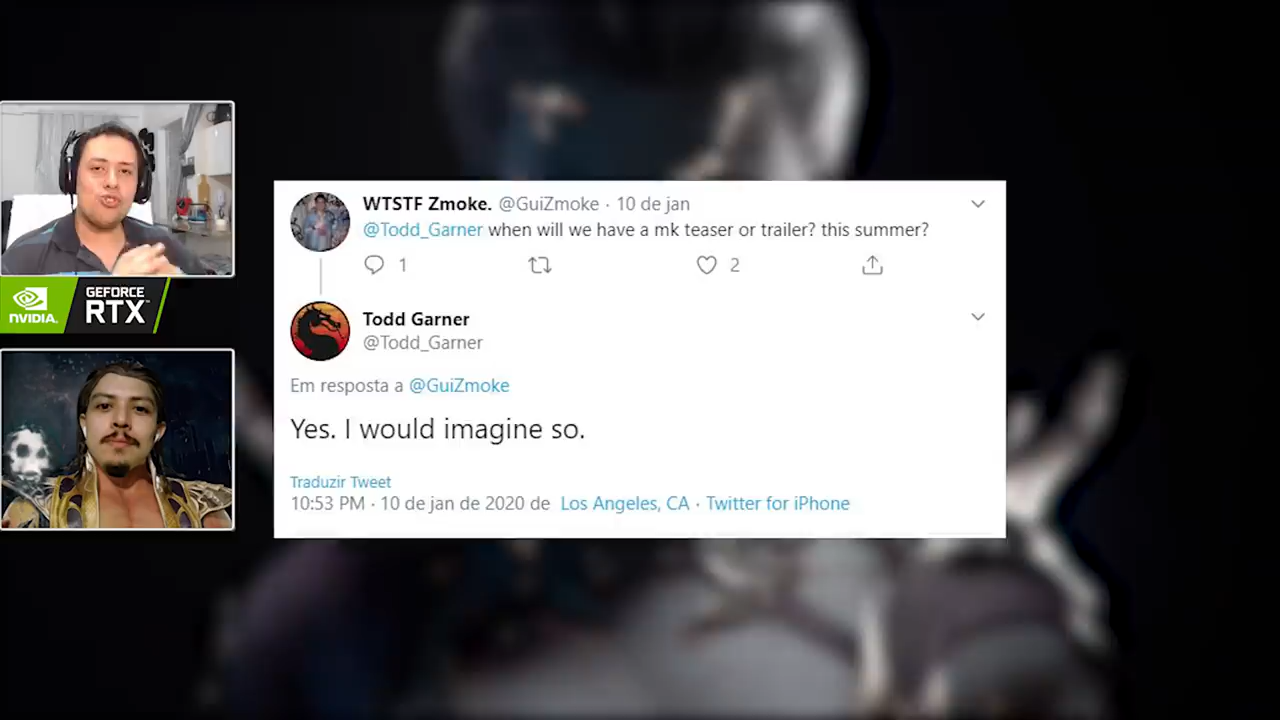 WTSTF Zmoke. @GuiZmoke · 10 de jan
@Todd_Garner when will we have a mk teaser or trailer? this summer?
1 2
Todd Garner
@Todd_Garner
Em resposta a @GuiZmoke
Yes. I would imagine so.
Traduzir Tweet
10:53 PM · 10 de jan de 2020 de Los Angeles, CA · Twitter for iPhone
NVIDIA.
GEFORCE
RTX™